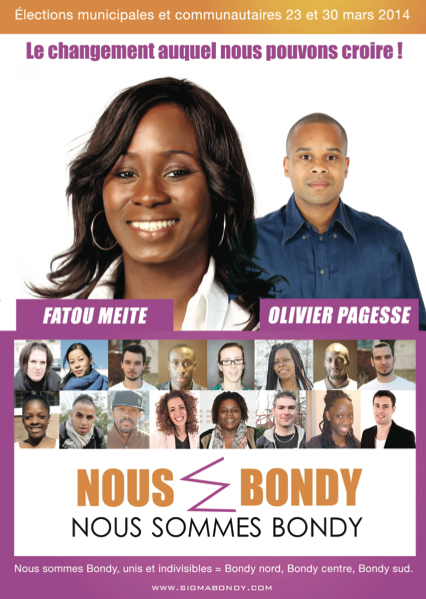 Élections municipales et communautaires 23 et 30 mars 2014
Le changement auquel nous pouvons croire !
FATOU MEITE
OLIVIER PAGESSE
NOUS BONDY
NOUS SOMMES BONDY
Nous sommes Bondy, unis et indivisibles = Bondy nord, Bondy centre, Bondy sud.
WWW.SIGMABONDY.COM